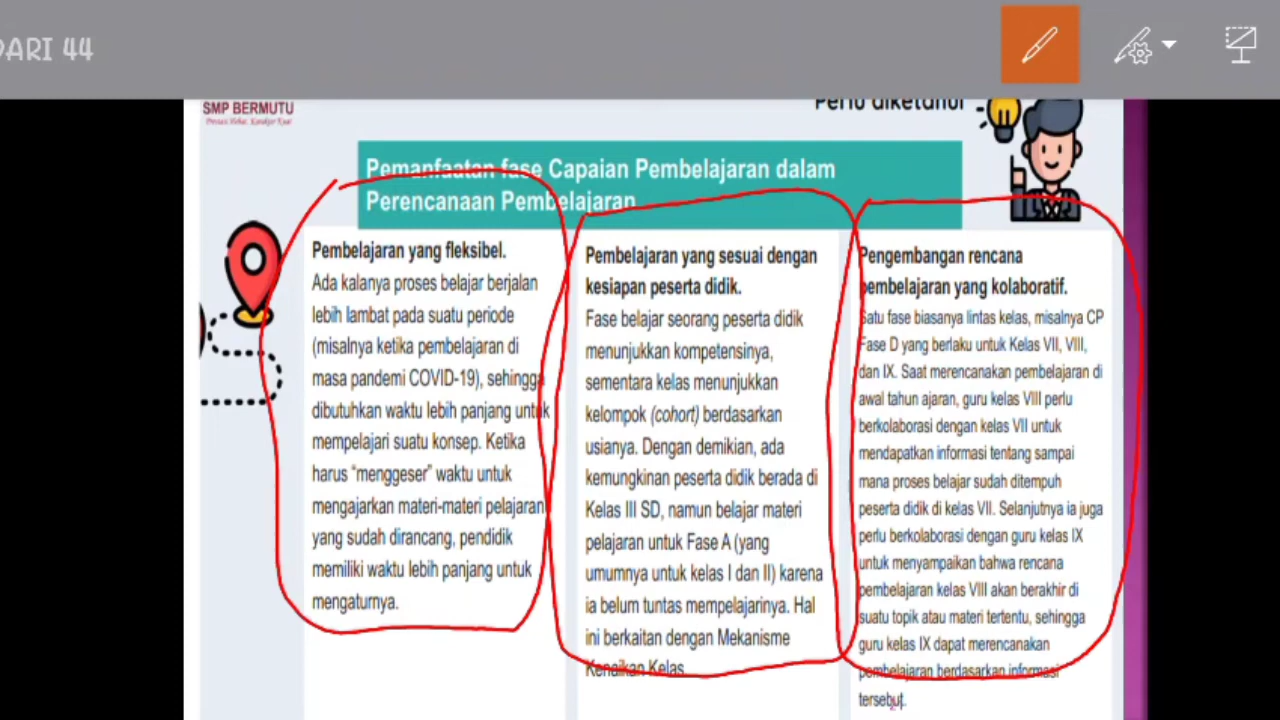 DARI 44
SMP BERMUTU
Perlu diketahui
Pemanfaatan fase Capaian Pembelajaran dalam
Perencanaan Pembelajaran
Pembelajaran yang fleksibel.
Ada kalanya proses belajar berjalan
lebih lambat pada suatu periode
(misalnya ketika pembelajaran di
masa pandemi COVID-19), sehingga
dibutuhkan waktu lebih panjang untuk
mempelajari suatu konsep. Ketika
harus “menggeser” waktu untuk
mengajarkan materi-materi pelajaran
yang sudah dirancang, pendidik
memiliki waktu lebih panjang untuk
mengaturnya.
Pembelajaran yang sesuai dengan
kesiapan peserta didik.
Fase belajar seorang peserta didik
menunjukkan kompetensinya,
sementara kelas menunjukkan
kelompok (cohort) berdasarkan
usianya. Dengan demikian, ada
kemungkinan peserta didik berada di
Kelas III SD, namun belajar materi
pelajaran untuk Fase A (yang
umumnya untuk kelas I dan II) karena
ia belum tuntas mempelajarinya. Hal
ini berkaitan dengan Mekanisme
Kenaikan Kelas
Pengembangan rencana
pembelajaran yang kolaboratif.
Satu fase biasanya lintas kelas, misalnya CP
Fase D yang berlaku untuk Kelas VII, VIII,
dan IX. Saat merencanakan pembelajaran di
awal tahun ajaran, guru kelas VIII perlu
berkolaborasi dengan kelas VII untuk
mendapatkan informasi tentang sampai
mana proses belajar sudah ditempuh
peserta didik di kelas VII. Selanjutnya ia juga
perlu berkolaborasi dengan guru kelas IX
untuk menyampaikan bahwa rencana
pembelajaran kelas VIII akan berakhir di
suatu topik atau materi tertentu, sehingga
guru kelas IX dapat merencanakan
pembelajaran berdasarkan informasi
tersebut.